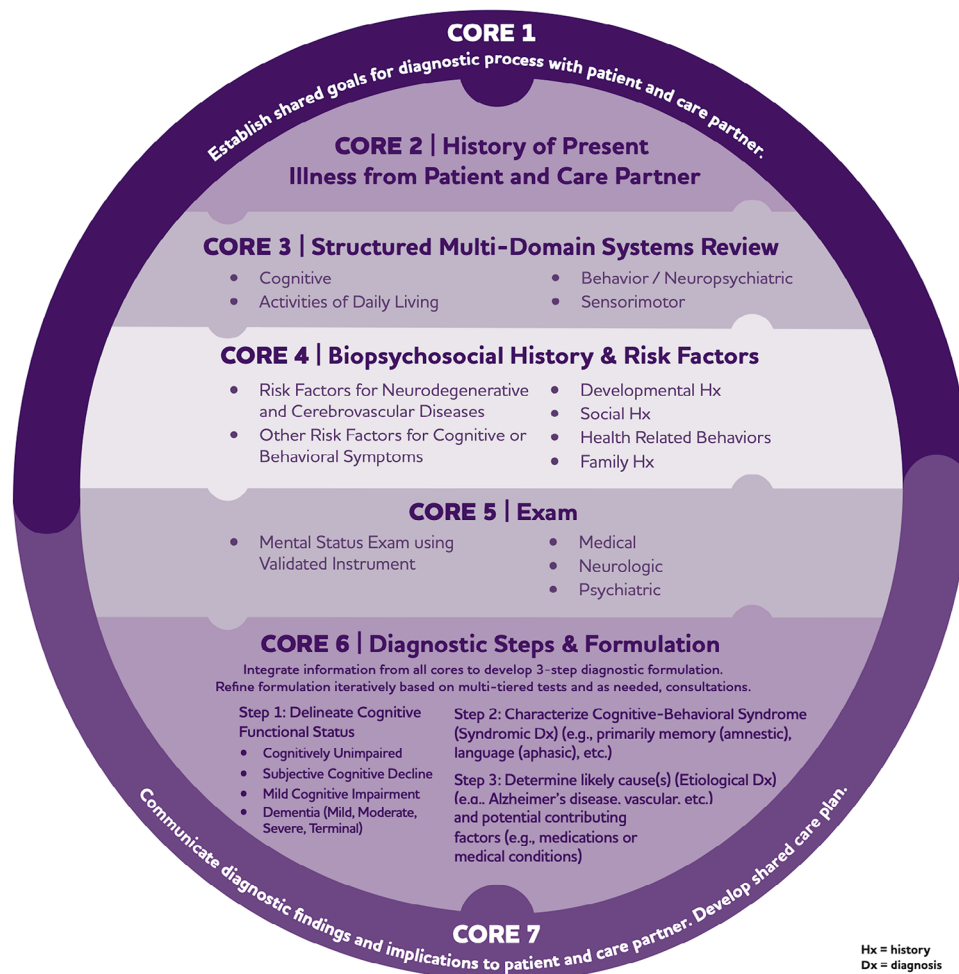 CORE 1
Establish shared goals for diagnostic process with patient and care partner.
CORE 2 | History of Present
Illness from Patient and Care Partner
CORE 3 | Structured Multi-Domain Systems Review
• Cognitive
• Activities of Daily Living
• Behavior / Neuropsychiatric
• Sensorimotor
CORE 4 | Biopsychosocial History & Risk Factors
• Risk Factors for Neurodegenerative
and Cerebrovascular Diseases
• Other Risk Factors for Cognitive or
Behavioral Symptoms
• Developmental Hx
• Social Hx
• Health Related Behaviors
• Family Hx
CORE 5 | Exam
• Mental Status Exam using
Validated Instrument
• Medical
• Neurologic
• Psychiatric
CORE 6 | Diagnostic Steps & Formulation
Integrate information from all cores to develop 3-step diagnostic formulation.
Refine formulation iteratively based on multi-tiered tests and as needed, consultations.
Step 1: Delineate Cognitive
Functional Status
• Cognitively Unimpaired
• Subjective Cognitive Decline
• Mild Cognitive Impairment
• Dementia (Mild, Moderate,
Severe, Terminal)
Step 2: Characterize Cognitive-Behavioral Syndrome
(Syndromic Dx) (e.g., primarily memory (amnestic),
language (aphasic), etc.)
Step 3: Determine likely cause(s) (Etiological Dx)
(e.g., Alzheimer's disease, vascular, etc.)
and potential contributing
factors (e.g., medications or
medical conditions)
CORE 7
Communicate diagnostic findings and implications to patient and care partner. Develop shared care plan.
Hx = history
Dx = diagnosis